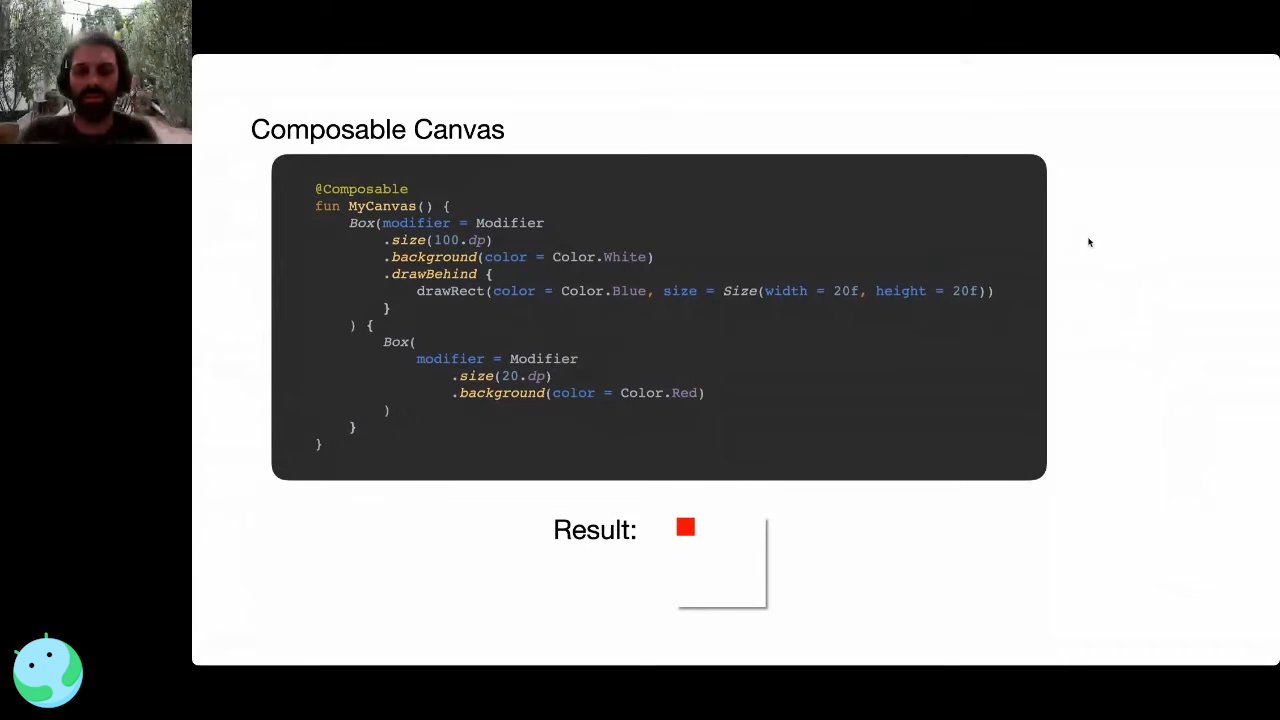 Composable Canvas
@Composable
fun MyCanvas() {
    Box(modifier = Modifier
        .size(100.dp)
        .background(color = Color.White)
        .drawBehind {
            drawRect(color = Color.Blue, size = Size(width = 20f, height = 20f))
        }
    ) {
        Box(
            modifier = Modifier
                .size(20.dp)
                .background(color = Color.Red)
        )
    }
}
Result: